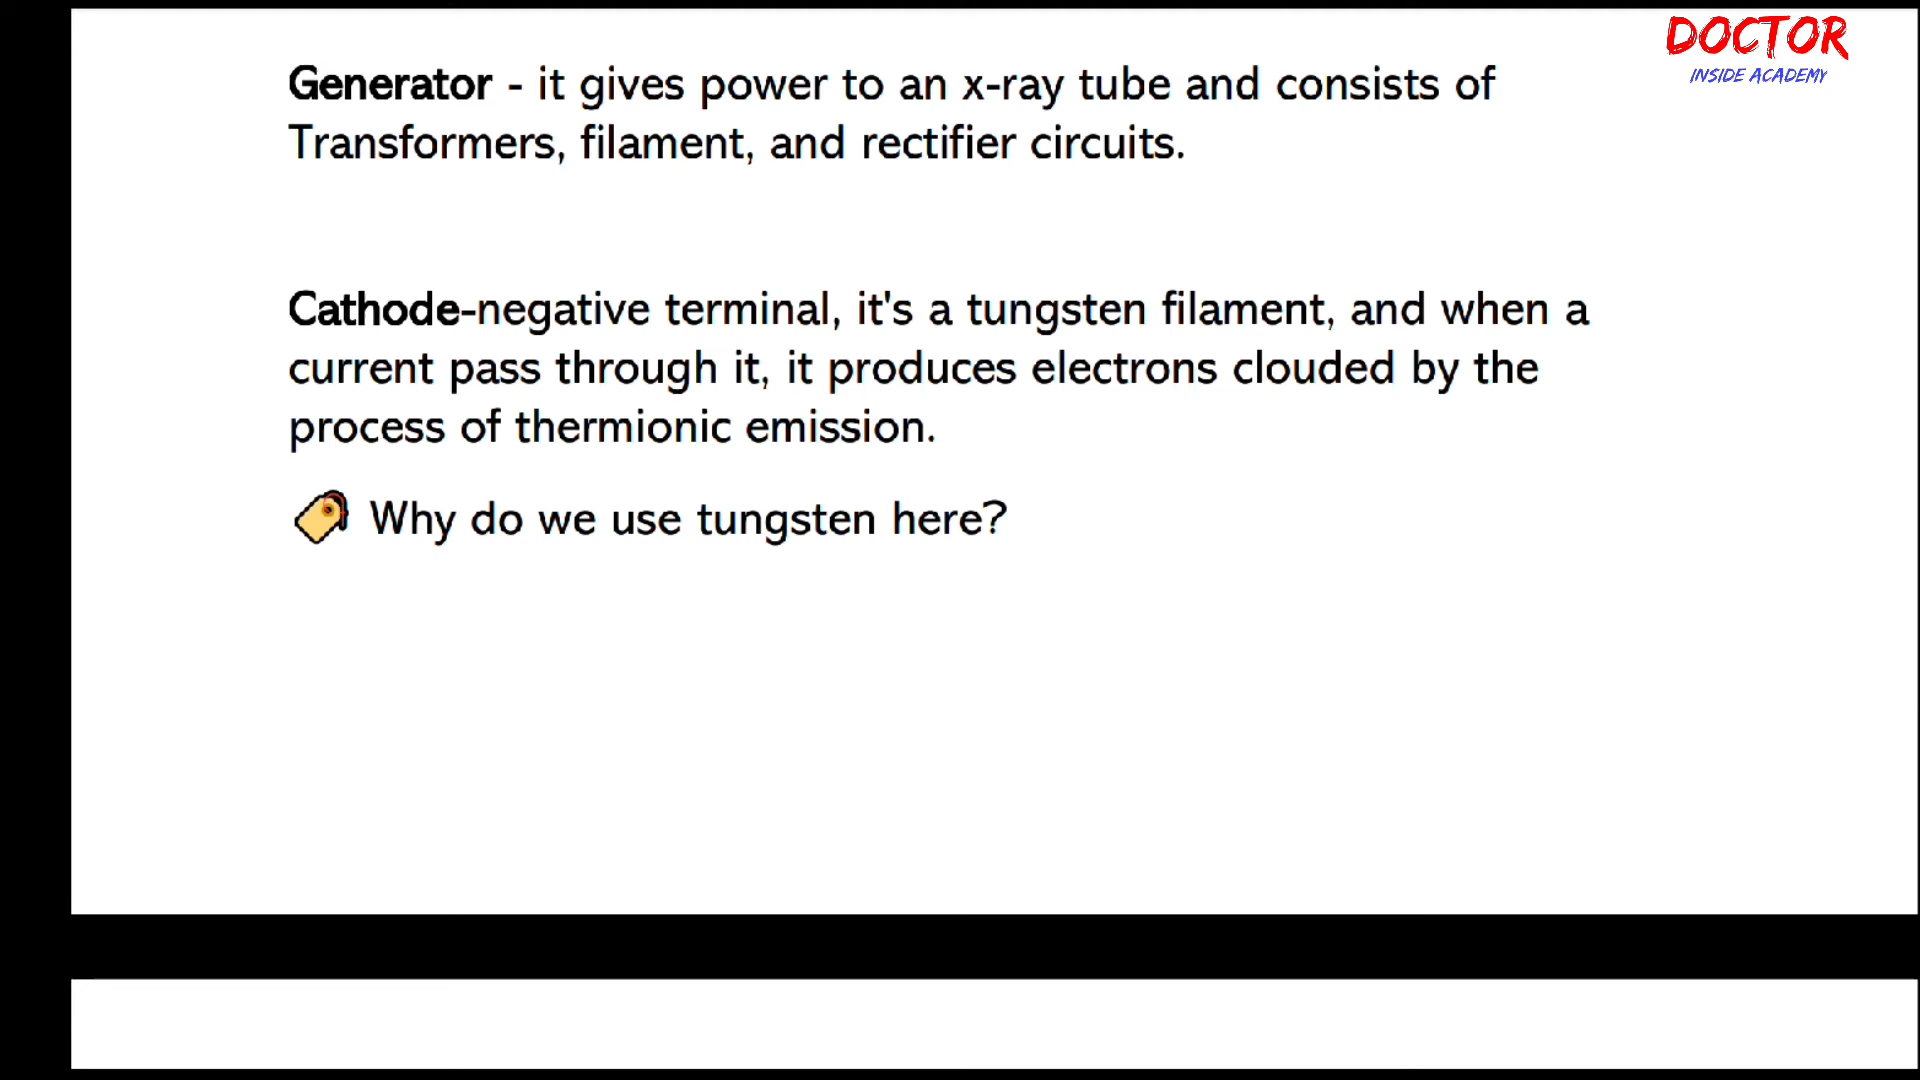 DOCTOR
INSIDE ACADEMY
Generator - it gives power to an x-ray tube and consists of
Transformers, filament, and rectifier circuits.
Cathode-negative terminal, it's a tungsten filament, and when a
current pass through it, it produces electrons clouded by the
process of thermionic emission.
Why do we use tungsten here?